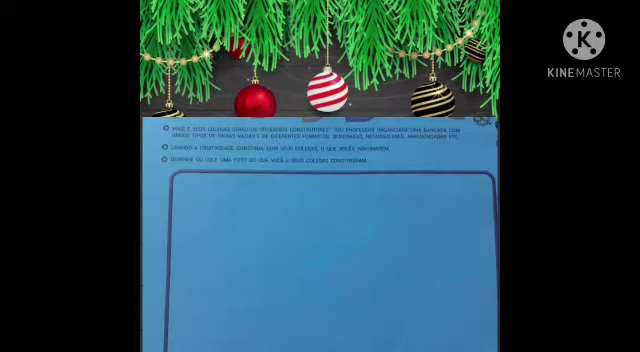 KINEMASTER
VOCÊ E SEUS COLEGAS SERÃO OS "PEQUENOS CONSTRUTORES". SEU PROFESSOR ORGANIZARÁ UMA BANCADA COM
VÁRIOS TIPOS DE CAIXAS VAZIAS E DE DIFERENTES FORMATOS: QUADRADAS, RETANGULARES, ARREDONDADAS ETC.
USANDO A CRIATIVIDADE, CONSTRUA, COM SEUS COLEGAS, O QUE VOCÊS IMAGINAREM.
DESENHE OU COLE UMA FOTO DO QUE VOCÊ E SEUS COLEGAS CONSTRUÍRAM.